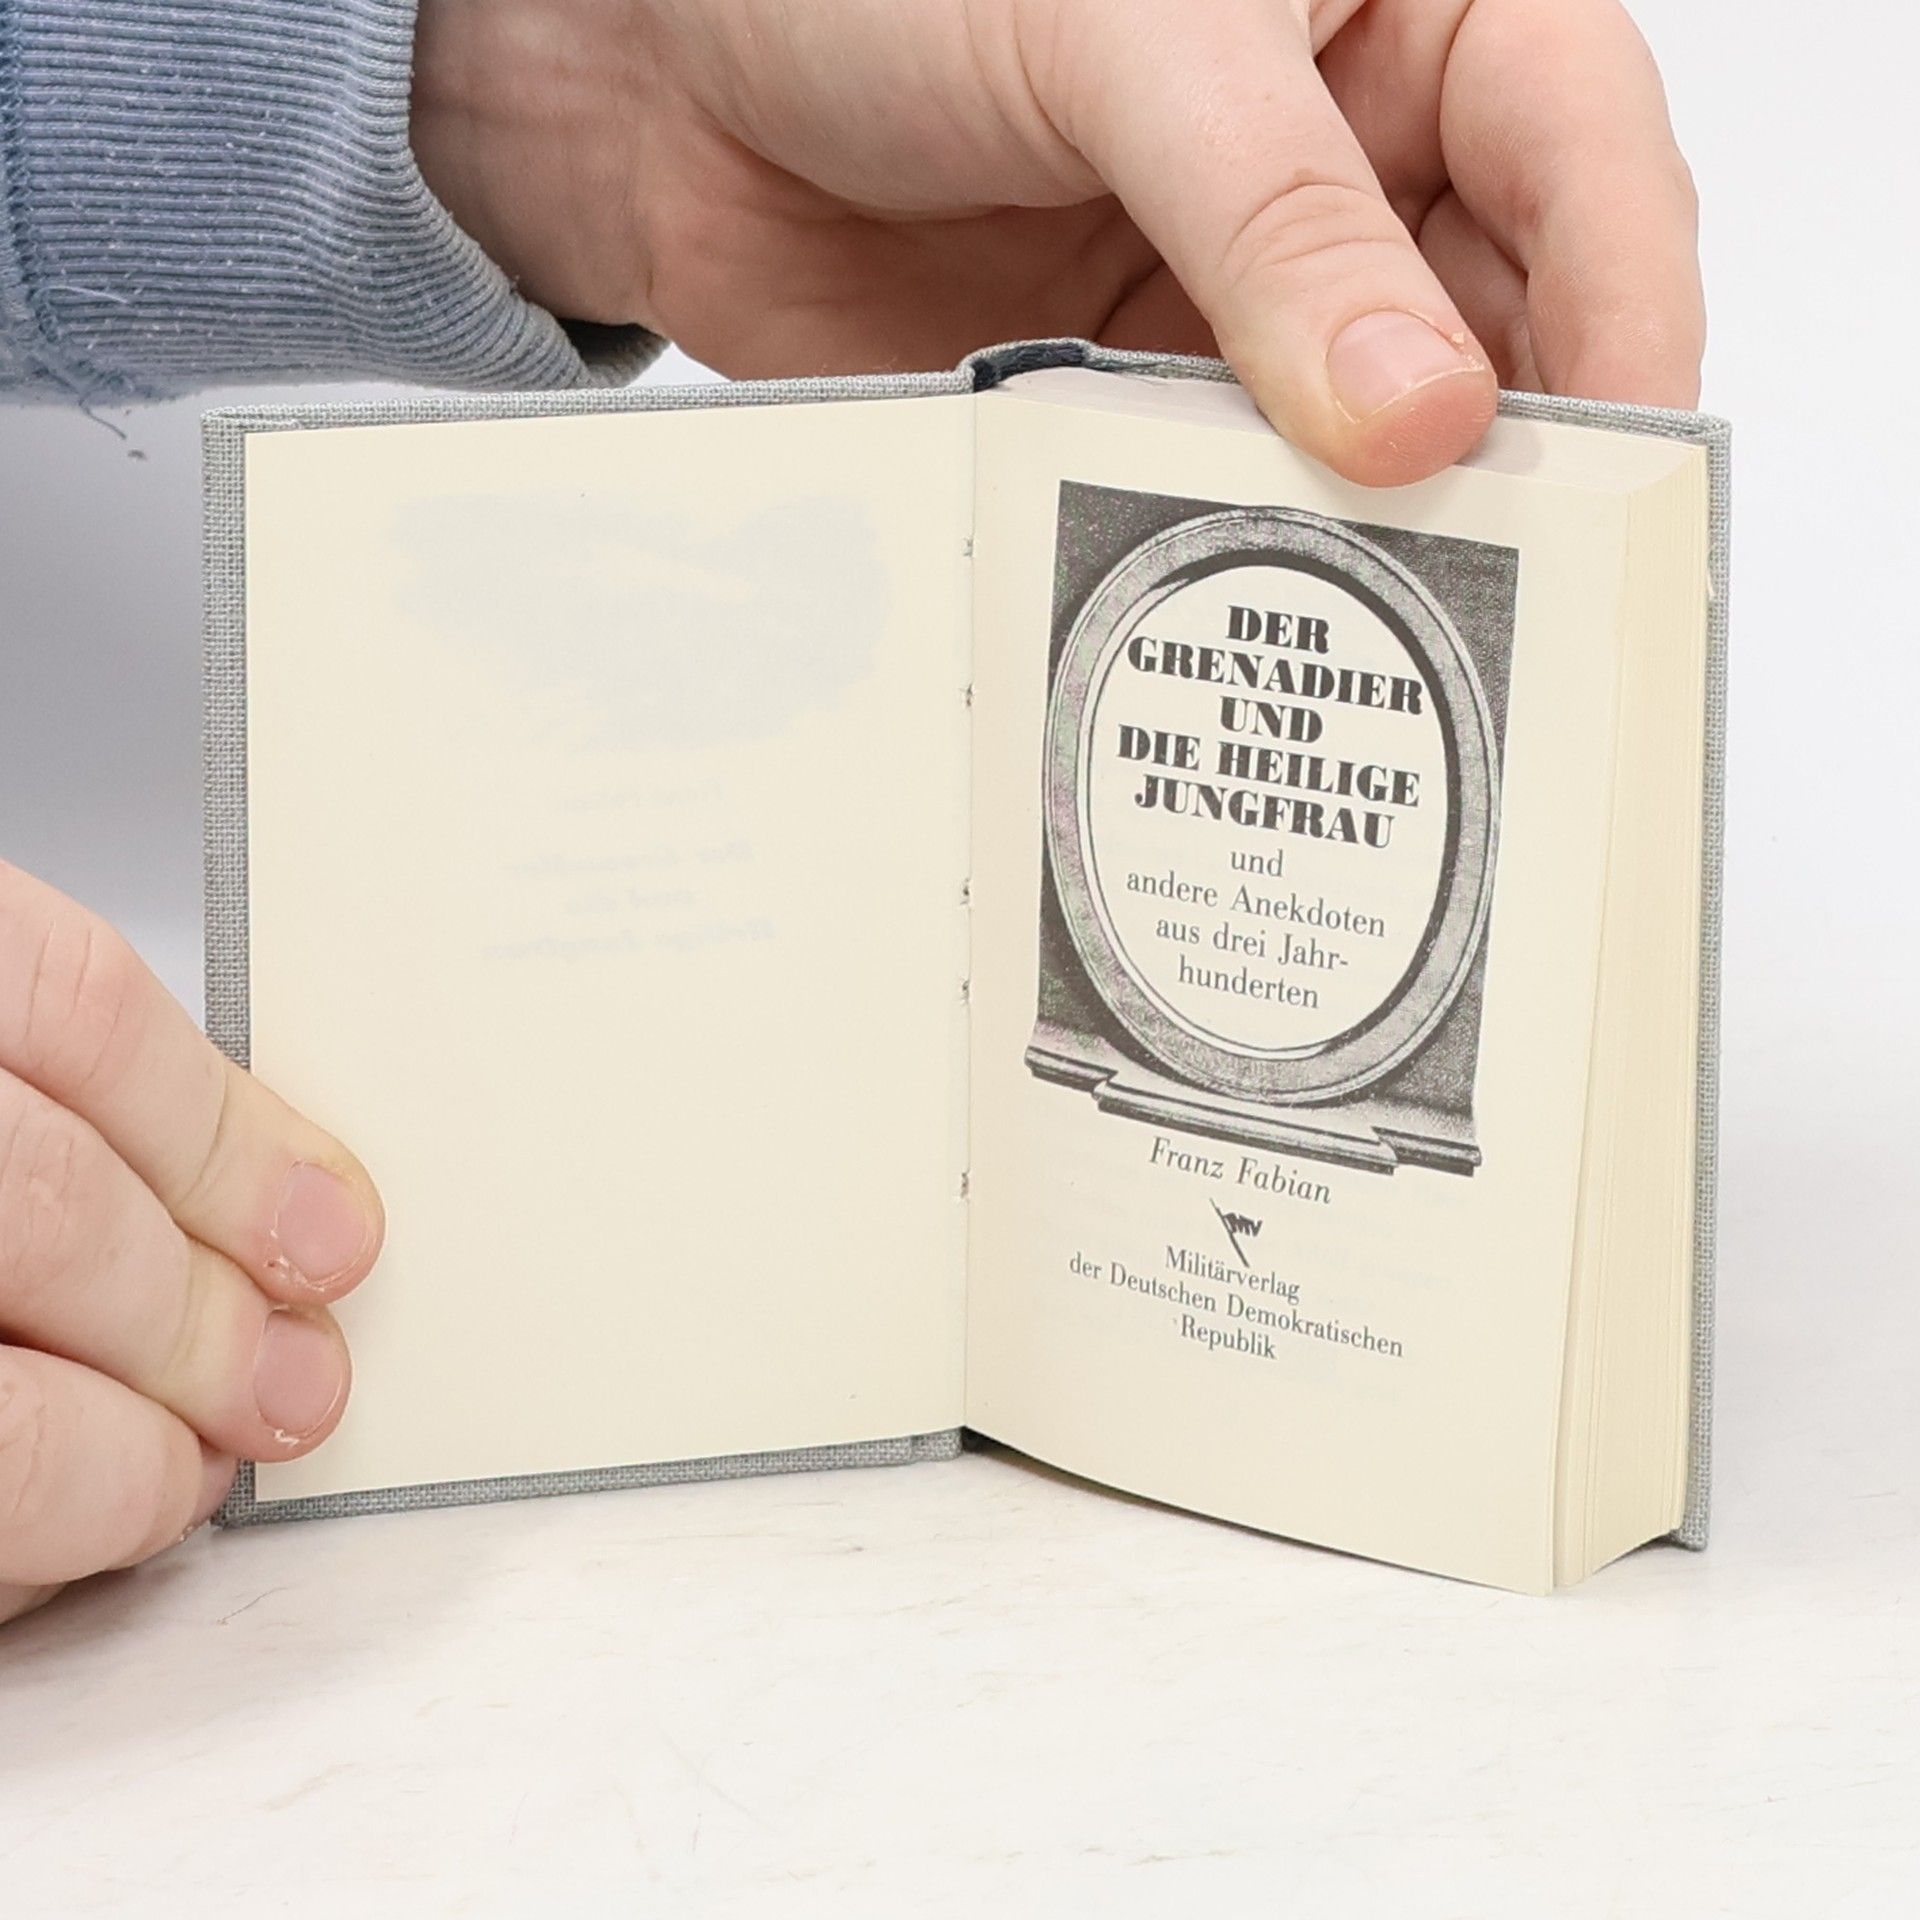 DER
GRENADIER
UND
DIE HEILIGE
JUNGFRAU
und
andere Anekdoten
aus drei Jahr-
hunderten
Franz Fabian
MV
Militärverlag
der Deutschen Demokratischen
Republik